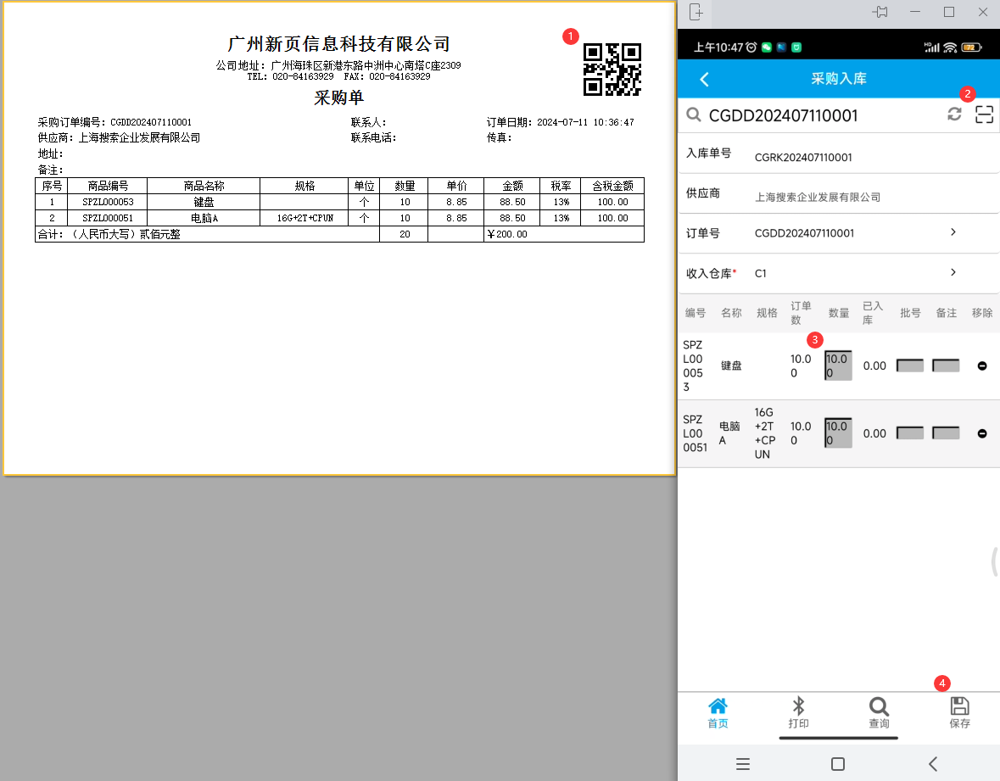 广州新页信息科技有限公司
1
公司地址: 广州海珠区新港东路中洲中心南塔C座2309
TEL: 020-84163929 FAX: 020-84163929
采购单
采购订单编号: CGDD202407110001 联系人: 订单日期: 2024-07-11 10:36:47
供应商: 上海搜索企业发展有限公司 联系电话: 传真:
地址:
备注:
序号 商品编号 商品名称 规格 单位 数量 单价 金额 税率 含税金额
1 SPZL000053 键盘 个 10 8.85 88.50 13% 100.00
2 SPZL000051 电脑A 16G+2T+CPUN 个 10 8.85 88.50 13% 100.00
合计: (人民币大写) 贰佰元整 20 ¥200.00
上午10:47 HD 72
采购入库
2
CGDD202407110001
入库单号 CGRK202407110001
供应商 上海搜索企业发展有限公司
订单号 CGDD202407110001
收入仓库* C1
编号 名称 规格 订单数 数量 已入库 批号 备注 移除
3
SPZL000053 键盘 10.00 10.00 0.00
SPZL000051 电脑A 16G+2T+CPUN 10.00 10.00 0.00
4
首页 打印 查询 保存